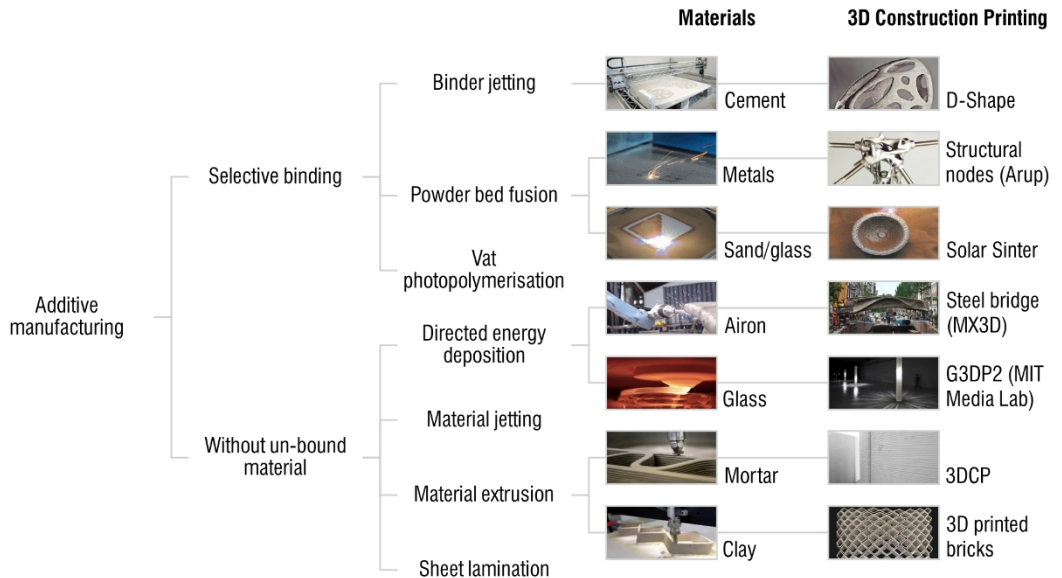 Materials
3D Construction Printing
Additive
manufacturing
Selective binding
Without un-bound
material
Binder jetting
Powder bed fusion
Vat
photopolymerisation
Directed energy
deposition
Material jetting
Material extrusion
Sheet lamination
Cement
D-Shape
Metals
Structural
nodes (Arup)
Sand/glass
Solar Sinter
Airon
Steel bridge
(MX3D)
Glass
G3DP2 (MIT
Media Lab)
Mortar
3DCP
Clay
3D printed
bricks